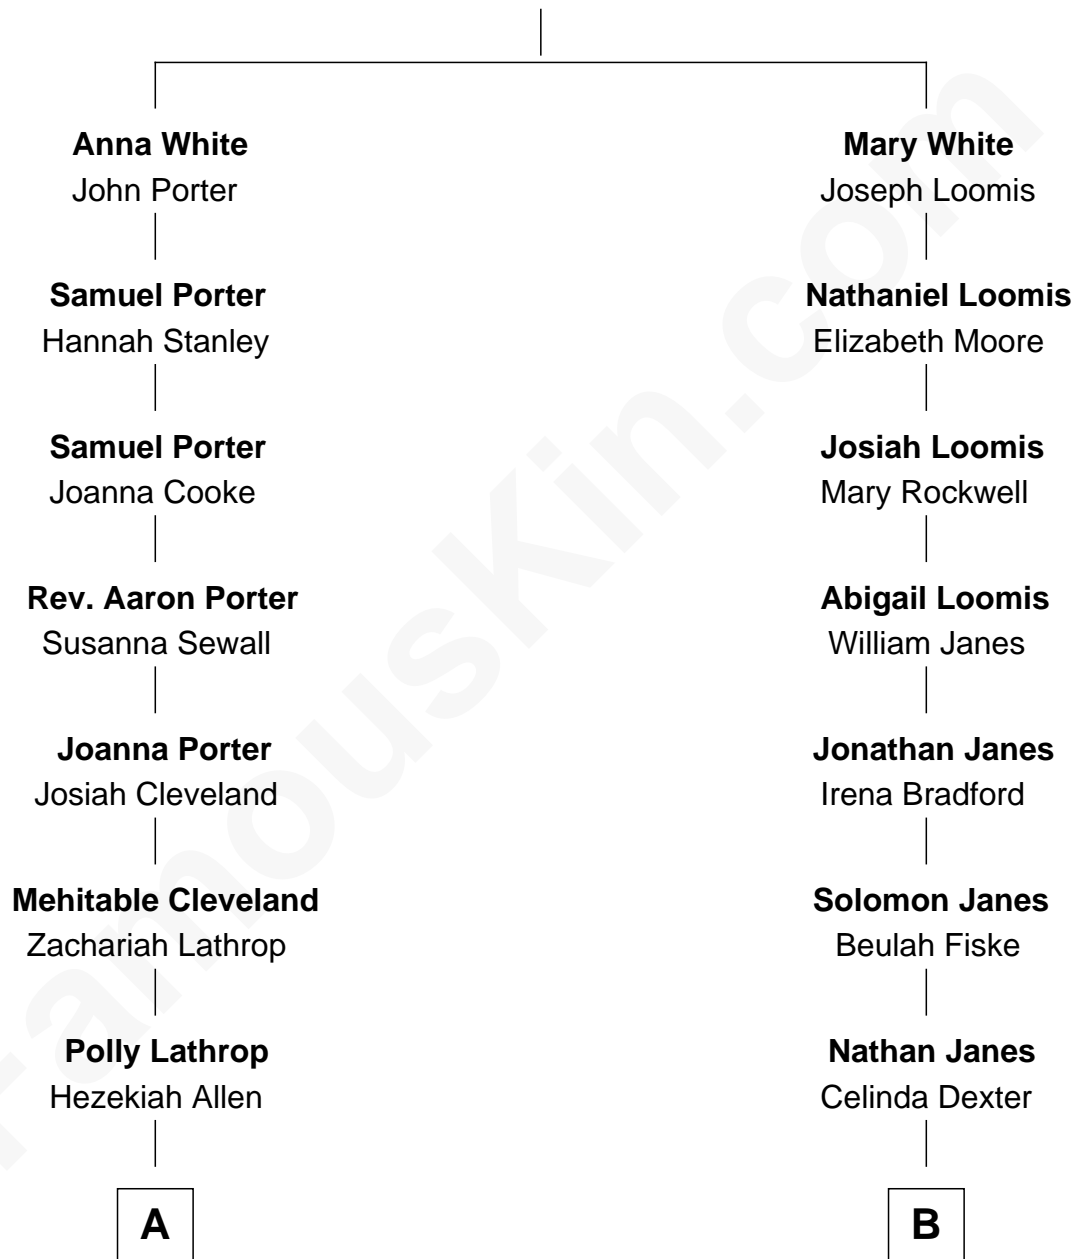 Anna White
John Porter
Samuel Porter
Hannah Stanley
Samuel Porter
Joanna Cooke
Rev. Aaron Porter
Susanna Sewall
Joanna Porter
Josiah Cleveland
Mehitable Cleveland
Zachariah Lathrop
Polly Lathrop
Hezekiah Allen
A
Mary White
Joseph Loomis
Nathaniel Loomis
Elizabeth Moore
Josiah Loomis
Mary Rockwell
Abigail Loomis
William Janes
Jonathan Janes
Irena Bradford
Solomon Janes
Beulah Fiske
Nathan Janes
Celinda Dexter
B
FamousKin.com